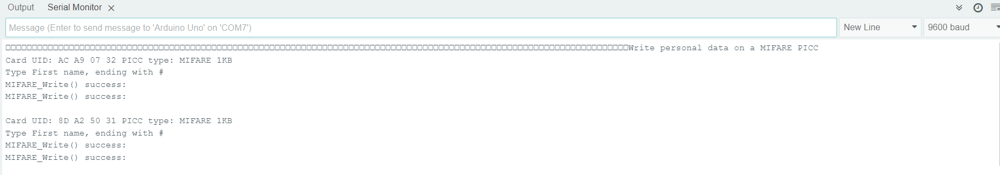 Output Serial Monitor
Message (Enter to send message to 'Arduino Uno' on 'COM7') New Line 9600 baud
Write personal data on a MIFARE PICC
Card UID: AC A9 07 32 PICC type: MIFARE 1KB
Type First name, ending with #
MIFARE_Write() success:
MIFARE_Write() success:
Card UID: 8D A2 50 31 PICC type: MIFARE 1KB
Type First name, ending with #
MIFARE_Write() success:
MIFARE_Write() success: